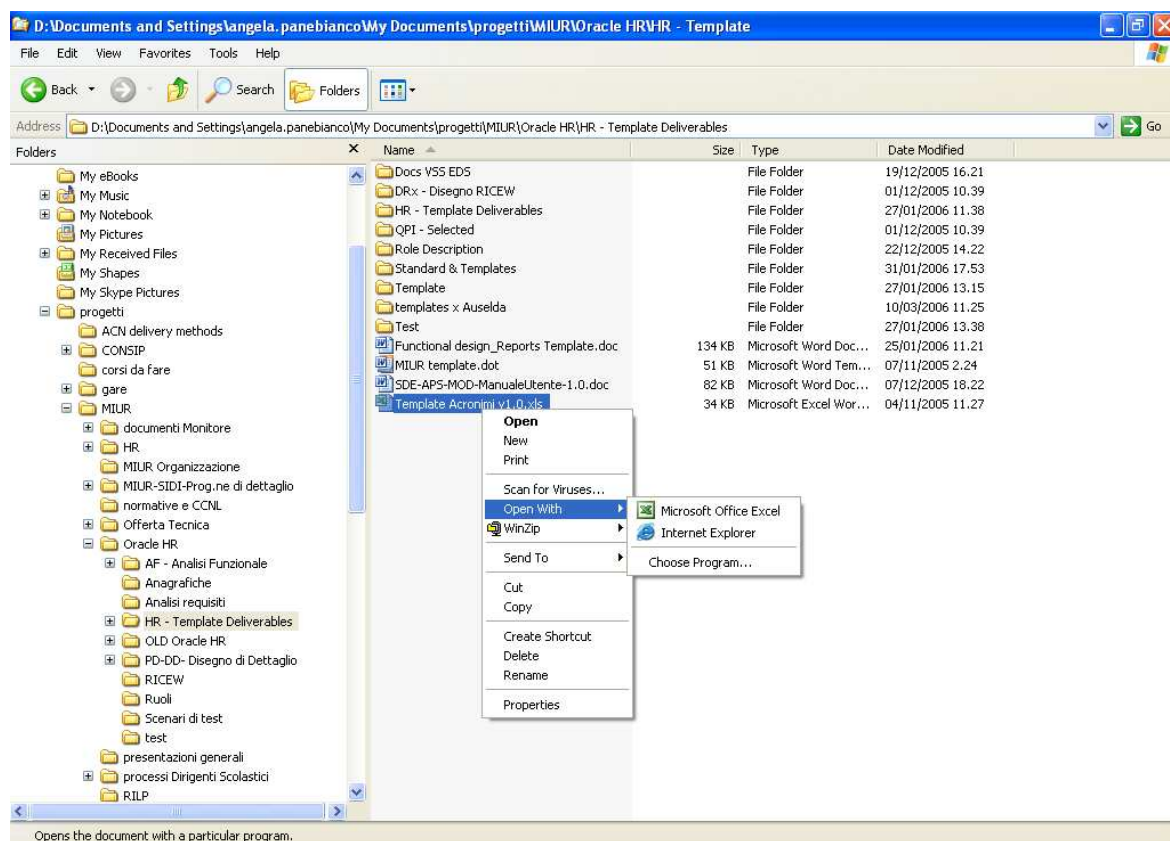 D:\Documents and Settings\angela.panebianco\My Documents\progetti\MIUR\Oracle HR\HR - Template
File Edit View Favorites Tools Help
Back Search Folders
Address D:\Documents and Settings\angela.panebianco\My Documents\progetti\MIUR\Oracle HR\HR - Template Deliverables Go
Folders
My eBooks
My Music
My Notebook
My Pictures
My Received Files
My Shapes
My Skype Pictures
progetti
ACN delivery methods
CONSIP
corsi da fare
gare
MIUR
documenti Monitore
HR
MIUR Organizzazione
MIUR-SIDI-Prog.ne di dettaglio
normative e CCNL
Offerta Tecnica
Oracle HR
AF - Analisi Funzionale
Anagrafiche
Analisi requisiti
HR - Template Deliverables
OLD Oracle HR
PD-DD- Disegno di Dettaglio
RICEW
Ruoli
Scenari di test
test
presentazioni generali
processi Dirigenti Scolastici
RILP
Name Size Type Date Modified
Docs VSS EDS File Folder 19/12/2005 16.21
DRx - Disegno RICEW File Folder 01/12/2005 10.39
HR - Template Deliverables File Folder 27/01/2006 11.38
QPI - Selected File Folder 01/12/2005 10.39
Role Description File Folder 22/12/2005 14.22
Standard & Templates File Folder 31/01/2006 17.53
Template File Folder 27/01/2006 13.15
templates x Auselda File Folder 10/03/2006 11.25
Test File Folder 27/01/2006 13.38
Functional design_Reports Template.doc 134 KB Microsoft Word Doc... 25/01/2006 11.21
MIUR template.dot 51 KB Microsoft Word Tem... 07/11/2005 2.24
SDE-APS-MOD-ManualeUtente-1.0.doc 82 KB Microsoft Word Doc... 07/12/2005 18.22
Template Acronimi v1.0.xls 34 KB Microsoft Excel Wor... 04/11/2005 11.27
Open
New
Print
Scan for Viruses...
Open With
WinZip
Send To
Cut
Copy
Create Shortcut
Delete
Rename
Properties
Microsoft Office Excel
Internet Explorer
Choose Program...
Opens the document with a particular program.